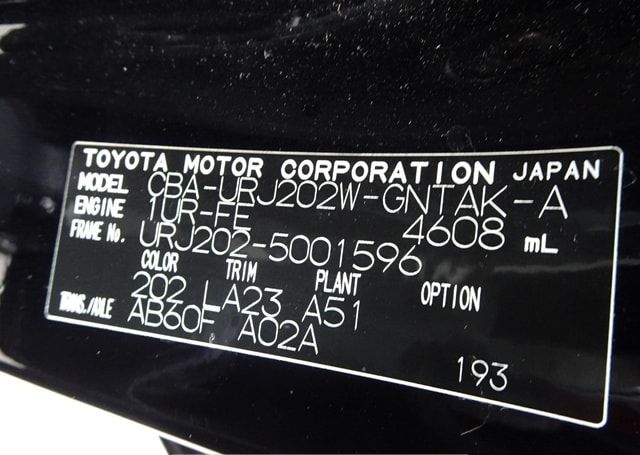 TOYOTA MOTOR CORPORATION JAPAN
MODEL CBA-URJ202W-GNTAK-A
ENGINE 1UR-FE 4608 mL
FRAME No. URJ202-5001596
COLOR TRIM PLANT OPTION
202 LA23 A51
TRANS./AXLE AB60F A02A
193